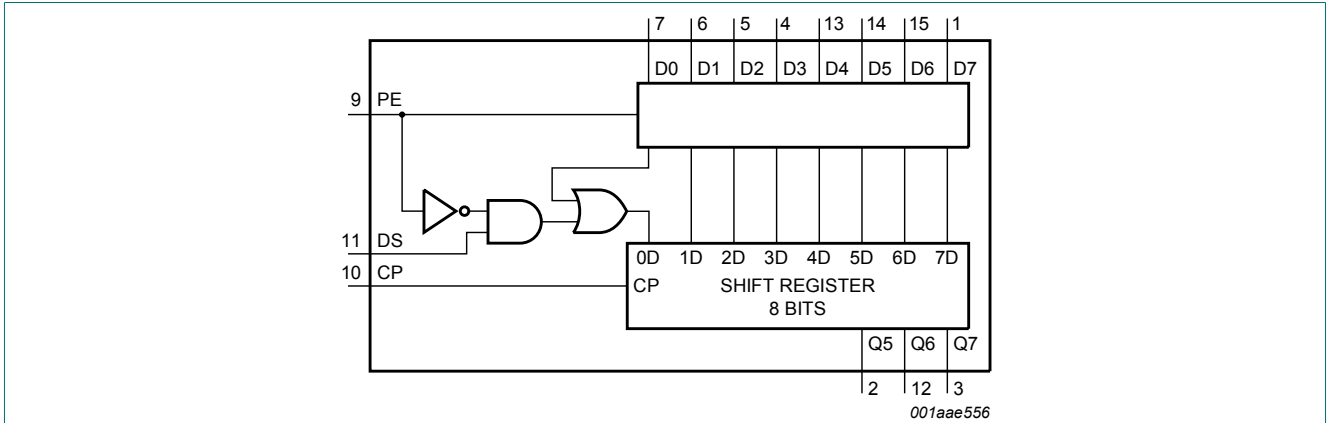 7 6 5 4 13 14 15 1
D0 D1 D2 D3 D4 D5 D6 D7
9 PE
11 DS
0D 1D 2D 3D 4D 5D 6D 7D
10 CP
CP SHIFT REGISTER
8 BITS
Q5 Q6 Q7
2 12 3
001aae556